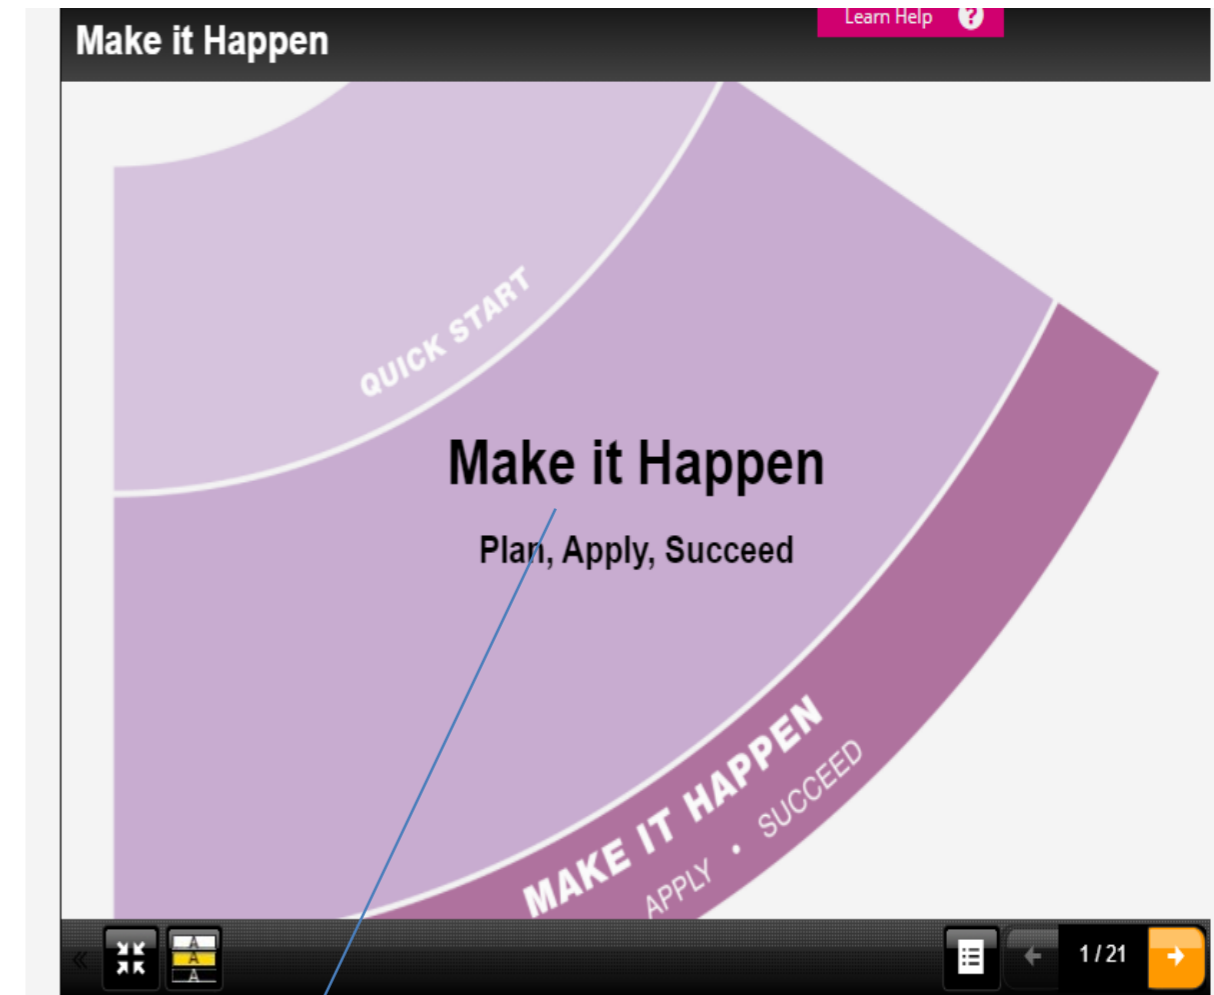 Learn Help ?
Make it Happen
QUICK START
Make it Happen
Plan, Apply, Succeed
MAKE IT HAPPEN
APPLY • SUCCEED
A
A
A
1 / 21